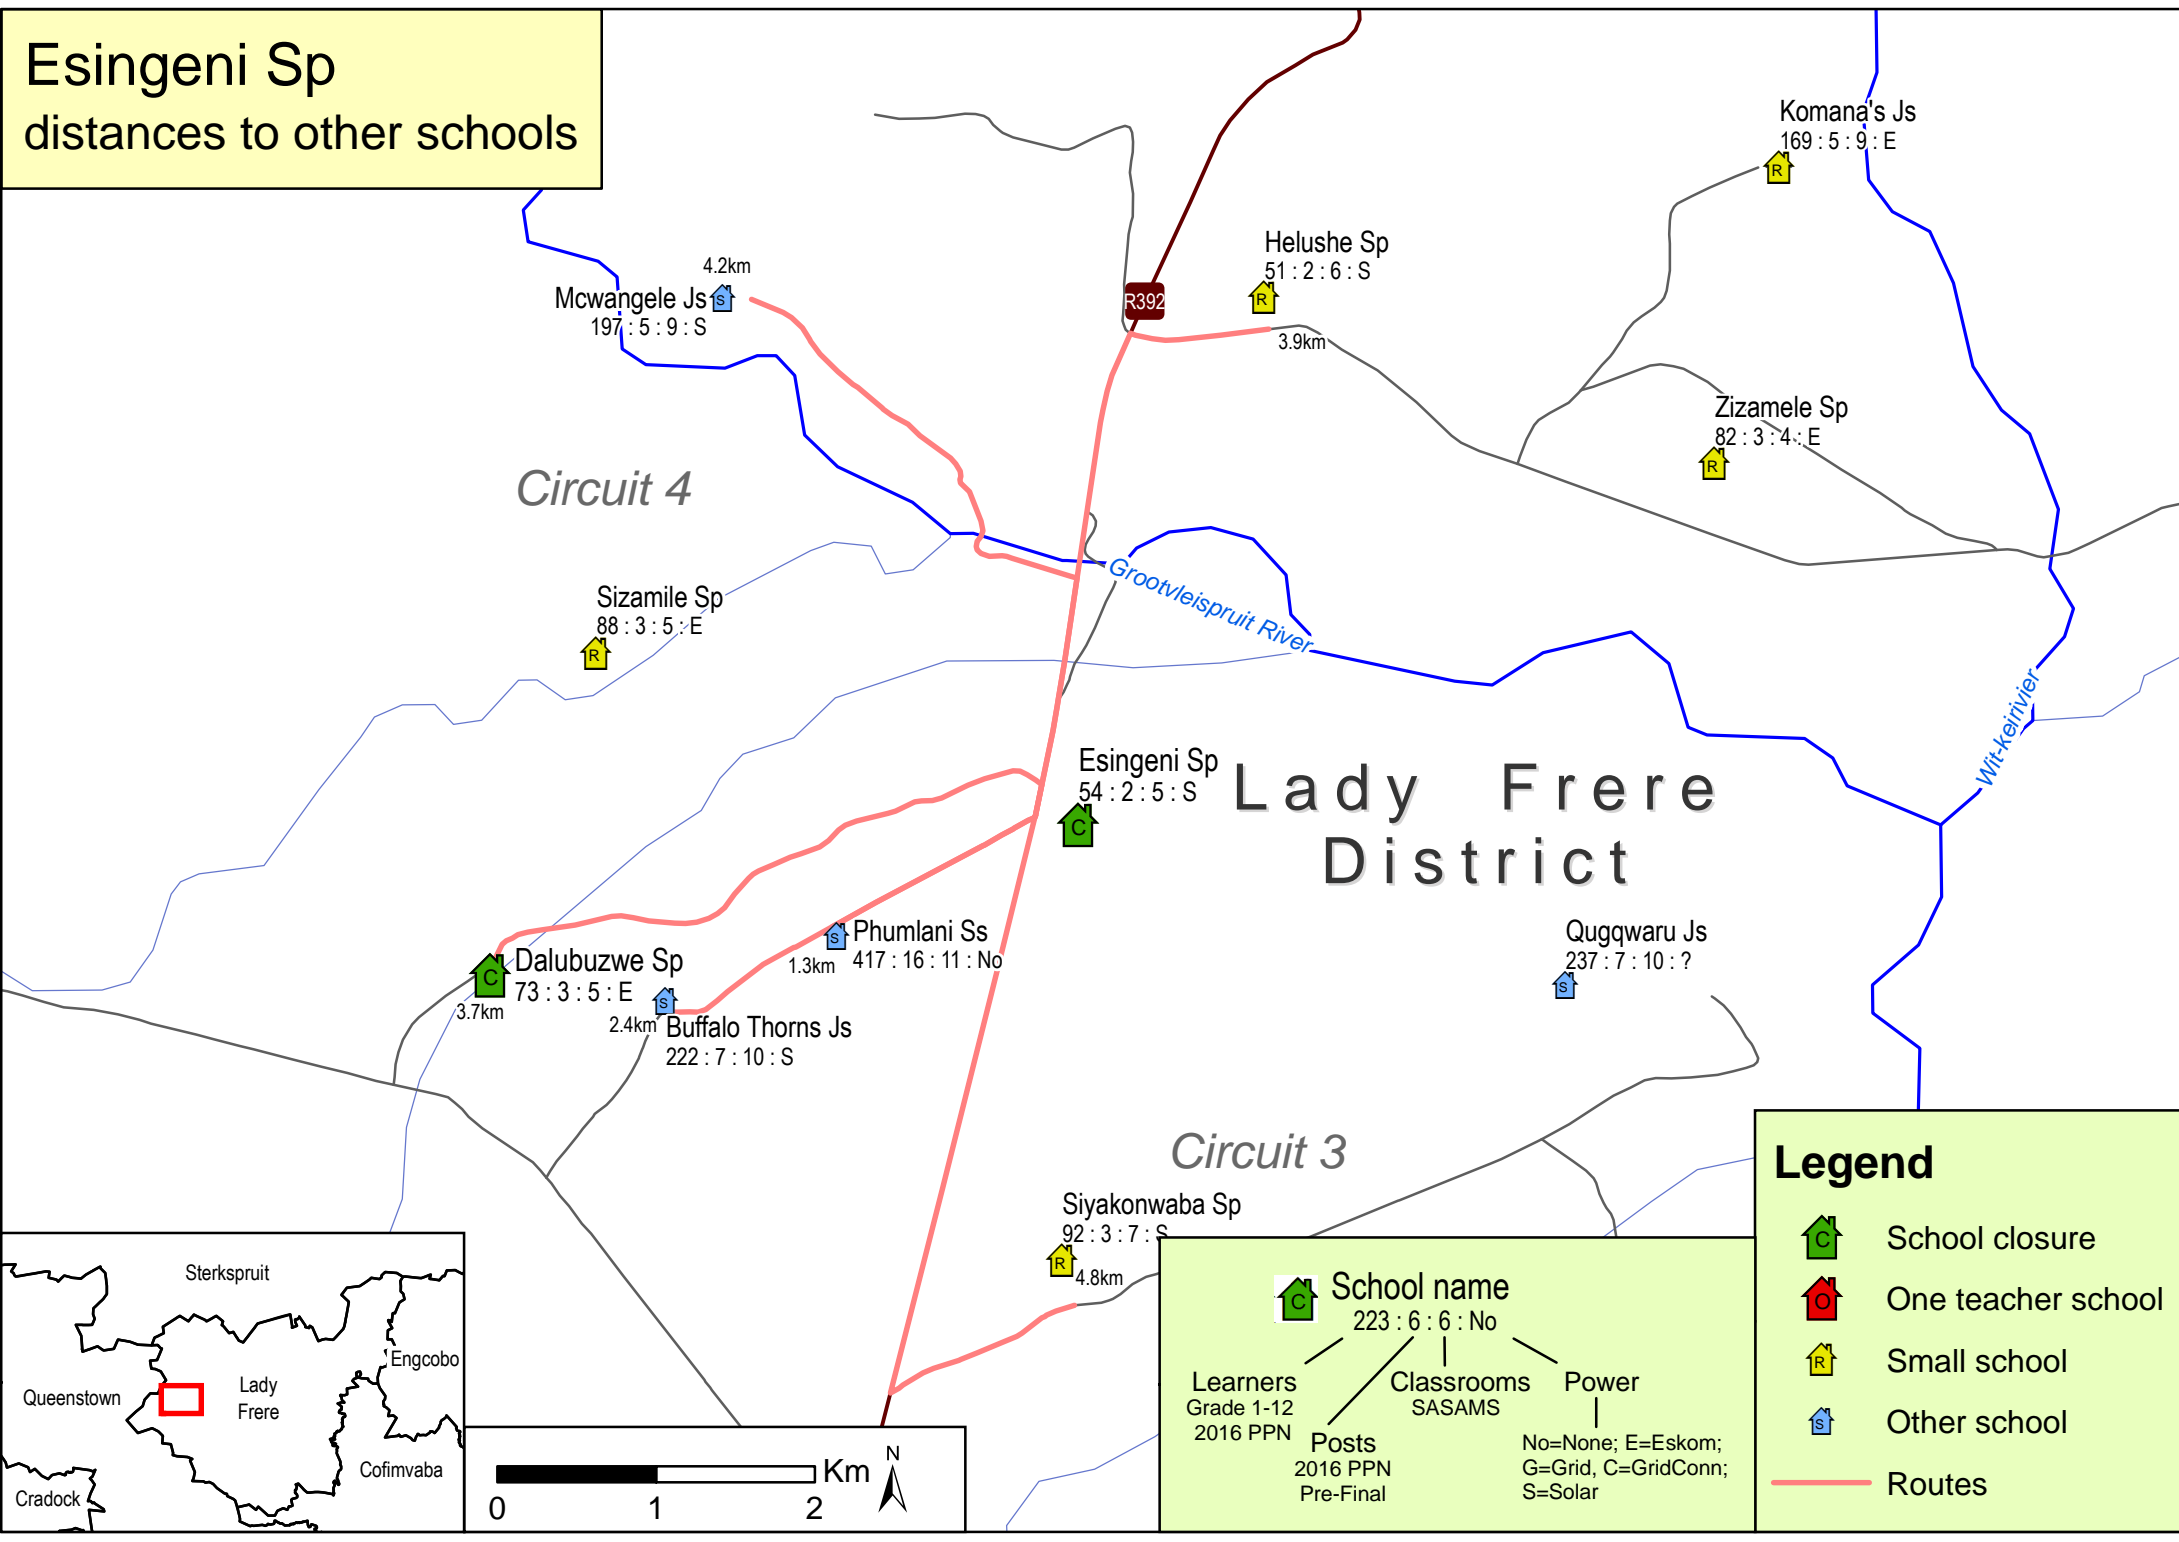 Esingeni Sp
distances to other schools
Komana's Js
169 : 5 : 9 : E
R
Helushe Sp
51 : 2 : 6 : S
R
3.9km
R392
4.2km
Mcwangele Js
S
197 : 5 : 9 : S
Zizamele Sp
82 : 3 : 4 : E
R
Circuit 4
Grootvleispruit River
Sizamile Sp
88 : 3 : 5 : E
R
Wit-keirivier
Esingeni Sp
54 : 2 : 5 : S
C
Lady Frere
District
Phumlani Ss
S
417 : 16 : 11 : No
1.3km
Qugqwaru Js
237 : 7 : 10 : ?
S
Dalubuzwe Sp
C
73 : 3 : 5 : E
3.7km
S
2.4km
Buffalo Thorns Js
222 : 7 : 10 : S
Circuit 3
Siyakonwaba Sp
92 : 3 : 7 : S
R
4.8km
Sterkspruit
Engcobo
Queenstown
Lady
Frere
Cofimvaba
Cradock
Km
N
0 1 2
C
School name
223 : 6 : 6 : No
Learners
Grade 1-12
2016 PPN
Posts
2016 PPN
Pre-Final
Classrooms
SASAMS
Power
No=None; E=Eskom;
G=Grid, C=GridConn;
S=Solar
Legend
C School closure
O One teacher school
R Small school
S Other school
Routes